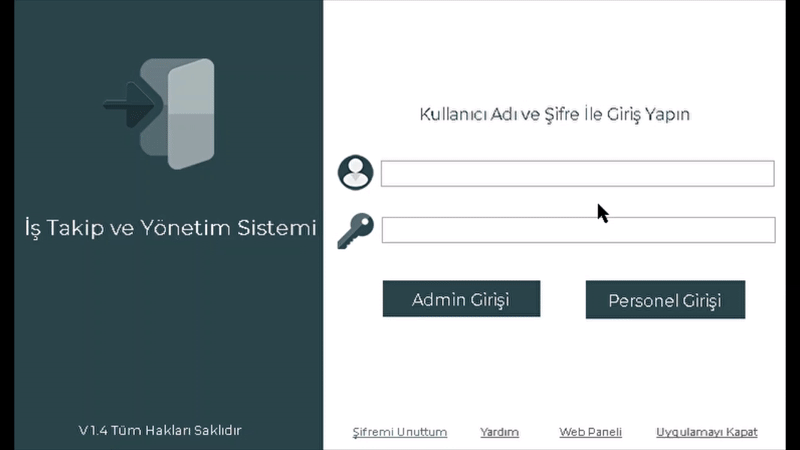 İş Takip ve Yönetim Sistemi
V 1.4 Tüm Hakları Saklıdır
Kullanıcı Adı ve Şifre İle Giriş Yapın
Admin Girişi
Personel Girişi
Şifremi Unuttum
Yardım
Web Paneli
Uygulamayı Kapat